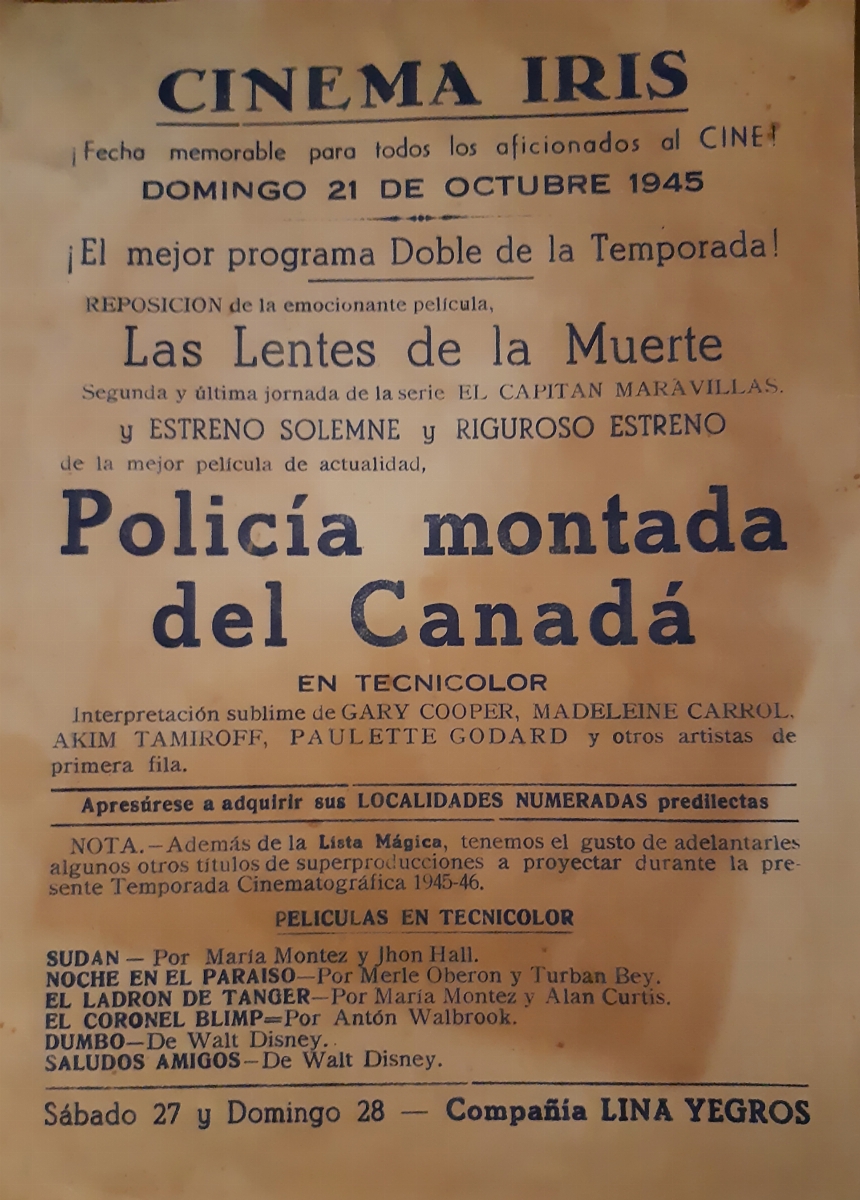 CINEMA IRIS
¡Fecha memorable para todos los aficionados al CINE!
DOMINGO 21 DE OCTUBRE 1945
¡El mejor programa Doble de la Temporada!
REPOSICION de la emocionante película,
Las Lentes de la Muerte
Segunda y última jornada de la serie EL CAPITAN MARAVILLAS.
y ESTRENO SOLEMNE y RIGUROSO ESTRENO
de la mejor película de actualidad,
Policía montada
del Canadá
EN TECNICOLOR
Interpretación sublime de GARY COOPER, MADELEINE CARROL,
AKIM TAMIROFF, PAULETTE GODARD y otros artistas de
primera fila.
Apresúrese a adquirir sus LOCALIDADES NUMERADAS predilectas
NOTA.—Además de la Lista Mágica, tenemos el gusto de adelantarles
algunos otros títulos de superproducciones a proyectar durante la pre-
sente Temporada Cinematográfica 1945-46.
PELICULAS EN TECNICOLOR
SUDAN — Por María Montez y Jhon Hall.
NOCHE EN EL PARAISO—Por Merle Oberon y Turban Bey.
EL LADRON DE TANGER—Por María Montez y Alan Curtis.
EL CORONEL BLIMP=Por Antón Walbrook.
DUMBO—De Walt Disney.
SALUDOS AMIGOS—De Walt Disney.
Sábado 27 y Domingo 28 — Compañía LINA YEGROS